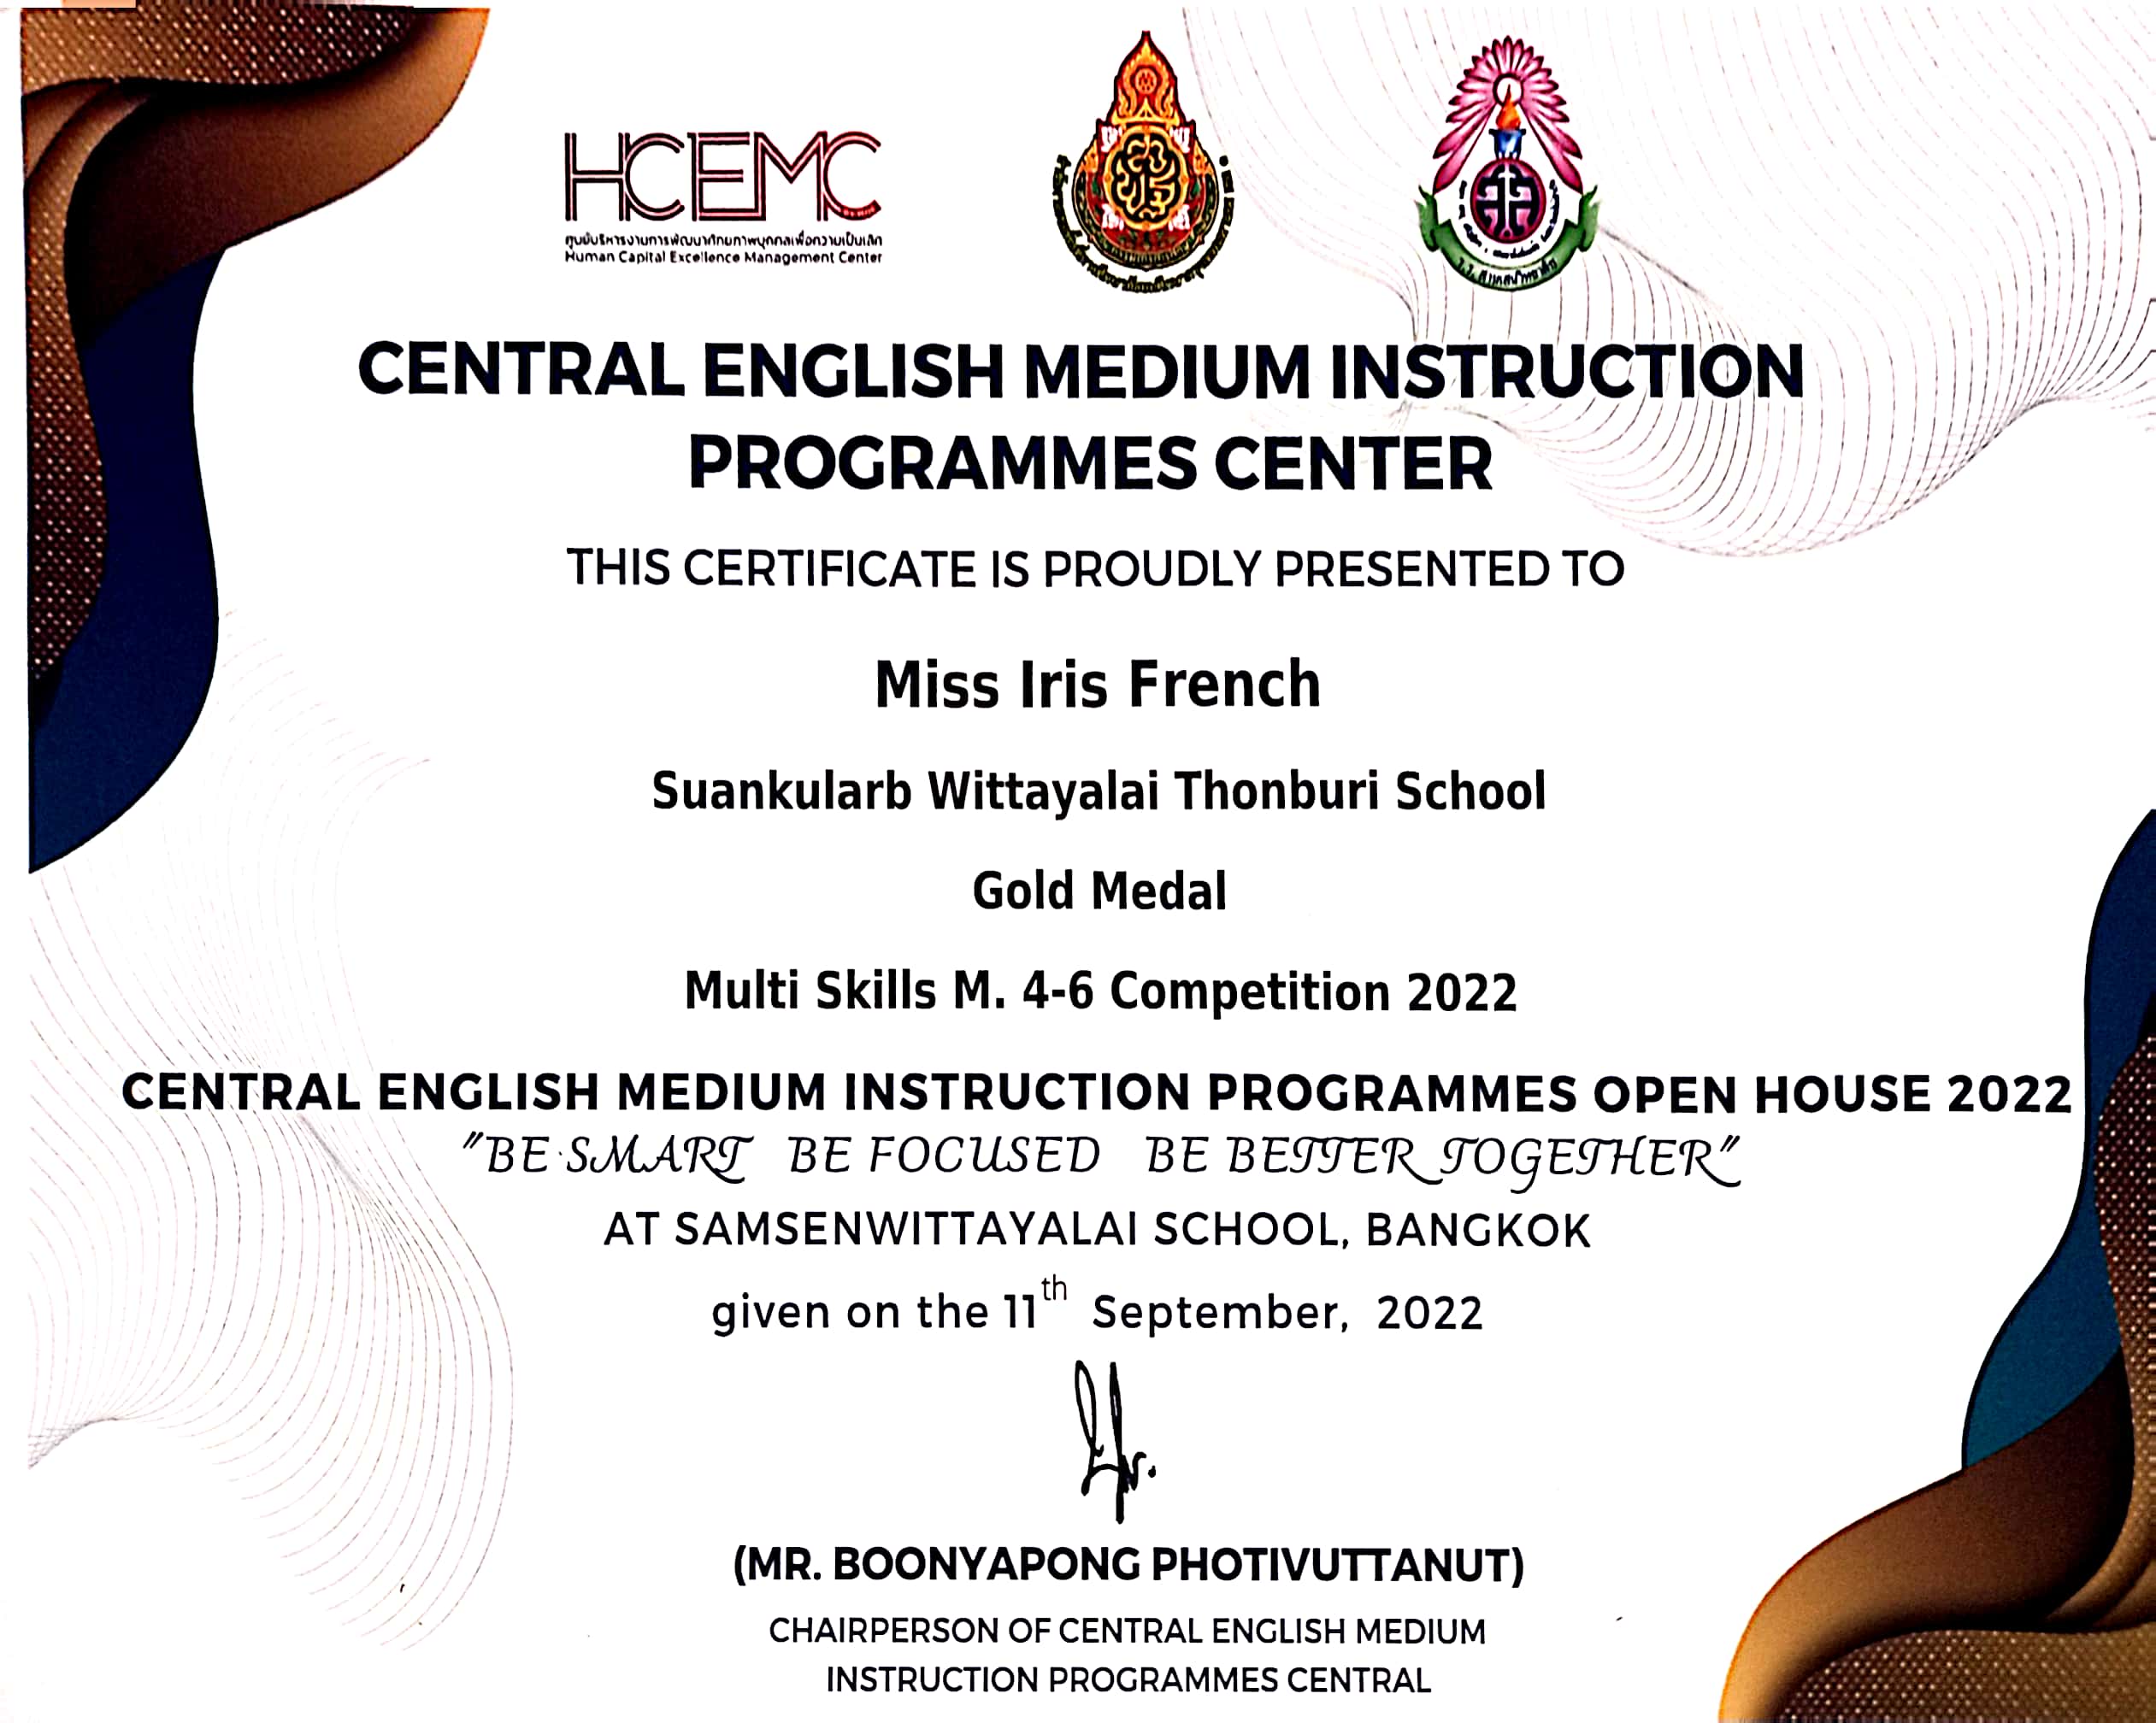 HCEMC
ศูนย์บริหารงานการพัฒนาศักยภาพบุคคลเพื่อความเป็นเลิศ
Human Capital Excellence Management Center
CENTRAL ENGLISH MEDIUM INSTRUCTION
PROGRAMMES CENTER
THIS CERTIFICATE IS PROUDLY PRESENTED TO
Miss Iris French
Suankularb Wittayalai Thonburi School
Gold Medal
Multi Skills M. 4-6 Competition 2022
CENTRAL ENGLISH MEDIUM INSTRUCTION PROGRAMMES OPEN HOUSE 2022
"BE SMART BE FOCUSED BE BETTER TOGETHER"
AT SAMSENWITTAYALAI SCHOOL, BANGKOK
given on the 11th September, 2022
(MR. BOONYAPONG PHOTIVUTTANUT)
CHAIRPERSON OF CENTRAL ENGLISH MEDIUM
INSTRUCTION PROGRAMMES CENTRAL